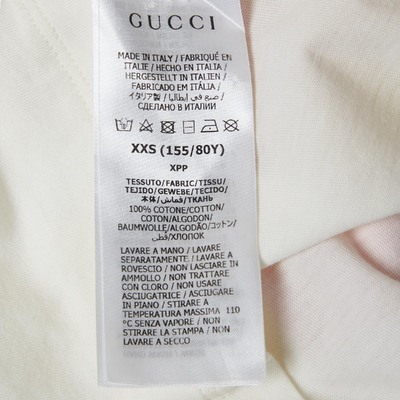 GUCCI
MADE IN ITALY / FABRIQUÉ EN
ITALIE / HECHO EN ITALIA /
HERGESTELLT IN ITALIEN /
FABRICADO EM ITÁLIA /
イタリア製 / صنع في إيطاليا /
СДЕЛАНО В ИТАЛИИ
XXS (155/80Y)
XPP
TESSUTO/FABRIC/TISSU/
TEJIDO/GEWEBE/TECIDO/
本体/قماش/ТКАНЬ
100% COTONE/COTTON/
COTON/ALGODON/
BAUMWOLLE/ALGODÃO/コットン/
قطن/ХЛОПОК
LAVARE A MANO / LAVARE
SEPARATAMENTE / LAVARE A
ROVESCIO / NON LASCIARE IN
AMMOLLO / NON TRATTARE
CON CLORO / NON USARE
ASCIUGATRICE / ASCIUGARE
IN PIANO / STIRARE A
TEMPERATURA MASSIMA 110
°C SENZA VAPORE / NON
STIRARE LA STAMPA / NON
LAVARE A SECCO